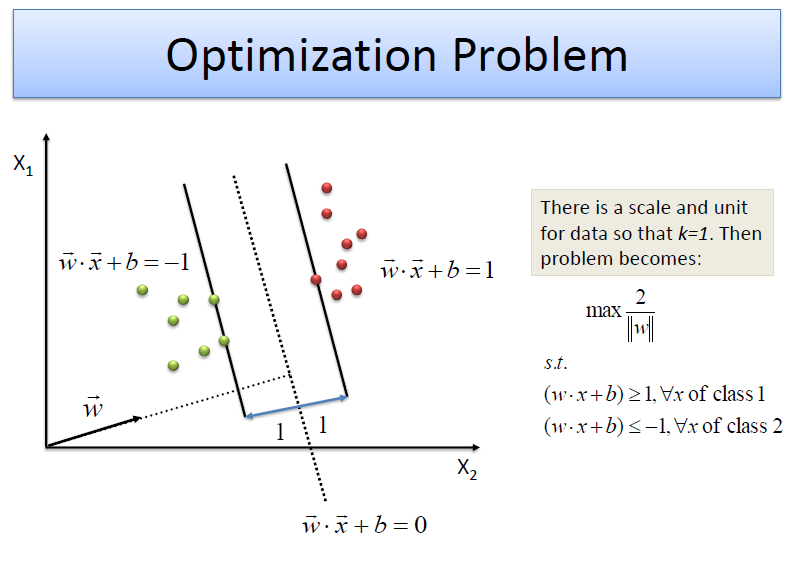 Optimization Problem
X₁
w⃗·x⃗+b=−1
w⃗·x⃗+b=1
w⃗
1
1
X₂
w⃗·x⃗+b=0
There is a scale and unit
for data so that k=1. Then
problem becomes:
max 2/‖w‖
s.t.
(w·x+b)≥1,∀x of class 1
(w·x+b)≤−1,∀x of class 2